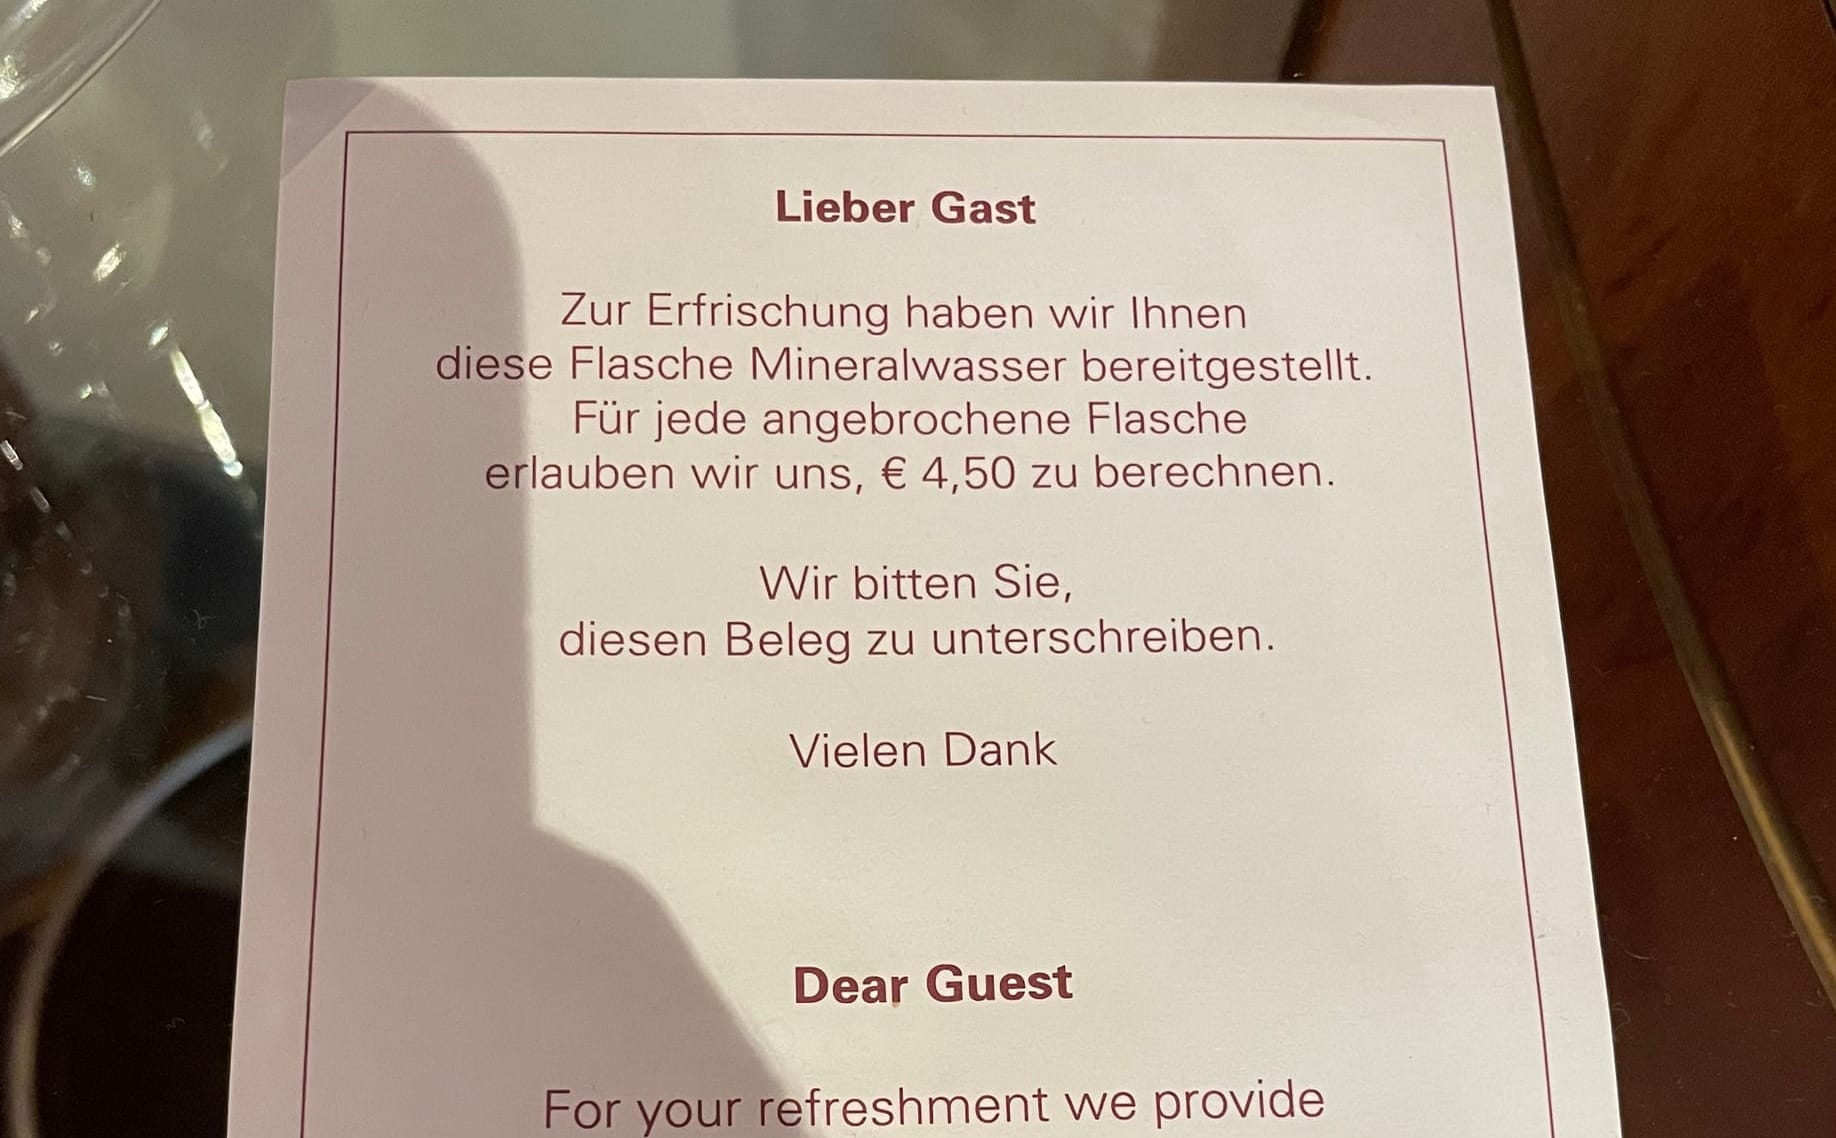 Lieber Gast
Zur Erfrischung haben wir Ihnen
diese Flasche Mineralwasser bereitgestellt.
Für jede angebrochene Flasche
erlauben wir uns, € 4,50 zu berechnen.
Wir bitten Sie,
diesen Beleg zu unterschreiben.
Vielen Dank
Dear Guest
For your refreshment we provide